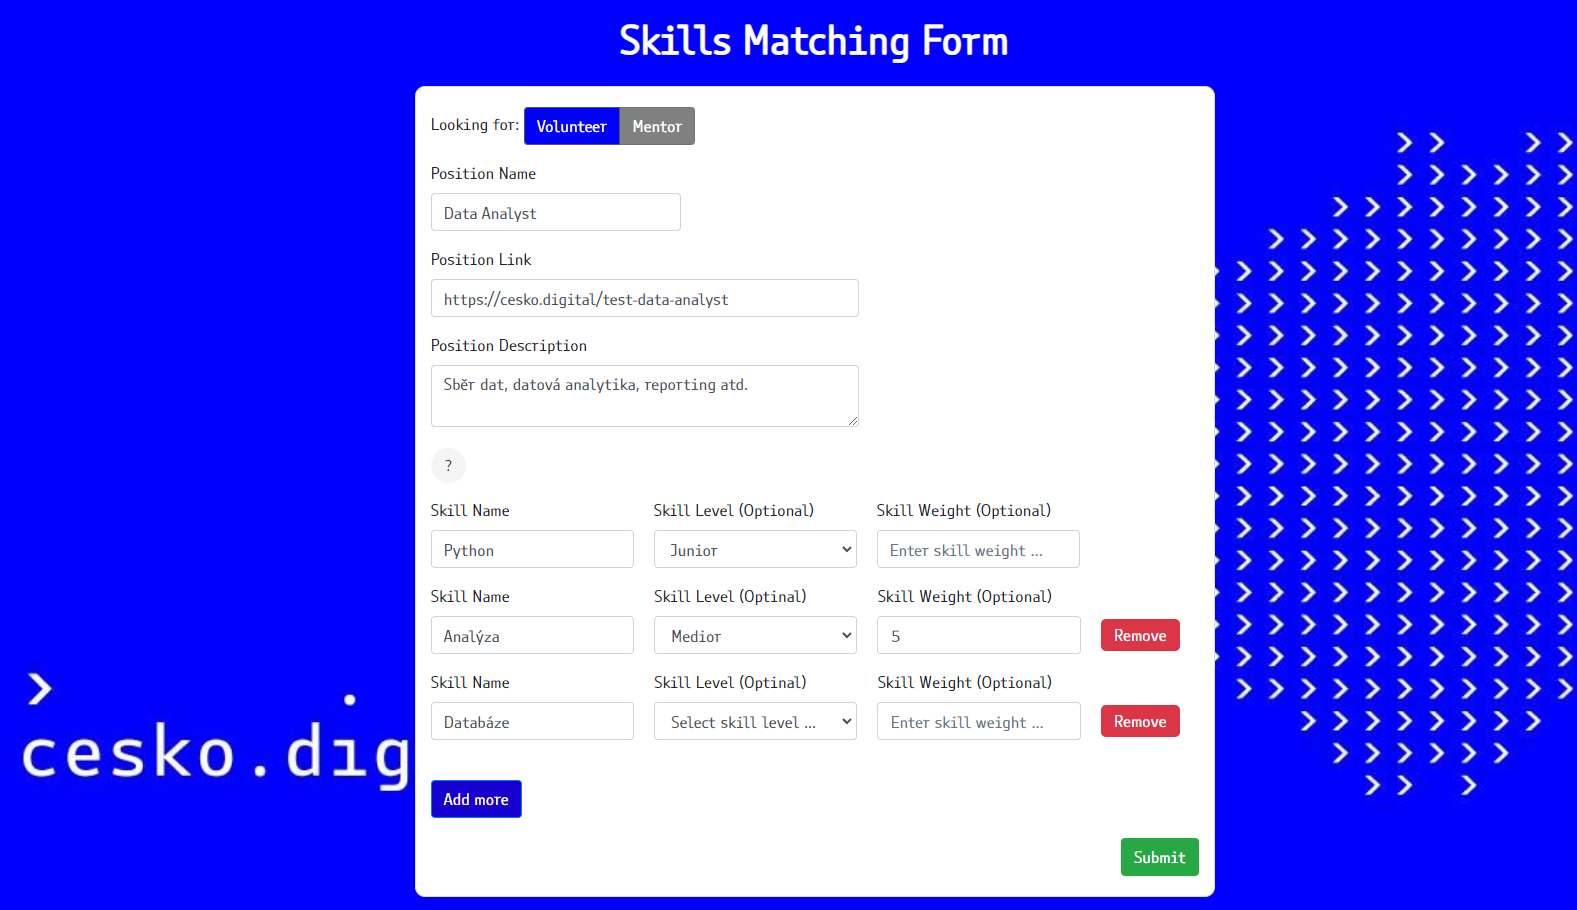 Skills Matching Form
Looking for: Volunteer Mentor
Position Name
Data Analyst
Position Link
https://cesko.digital/test-data-analyst
Position Description
Sběr dat, datová analytika, reporting atd.
?
Skill Name Skill Level (Optional) Skill Weight (Optional)
Python Junior Enter skill weight ...
Skill Name Skill Level (Optinal) Skill Weight (Optional)
Analýza Medior 5 Remove
Skill Name Skill Level (Optinal) Skill Weight (Optional)
Databáze Select skill level ... Enter skill weight ... Remove
Add more
Submit
cesko.dig